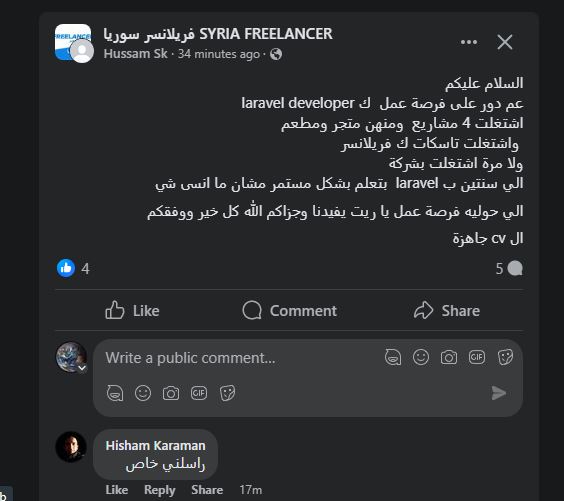 فريلانسر سوريا SYRIA FREELANCER
Hussam Sk · 34 minutes ago ·
السلام عليكم
عم دور على فرصة عمل ك laravel developer
اشتغلت 4 مشاريع ومنهن متجر ومطعم
واشتغلت تاسكات ك فريلانسر
ولا مرة اشتغلت بشركة
الي سنتين ب laravel بتعلم بشكل مستمر مشان ما انسى شي
الي حوليه فرصة عمل يا ريت يفيدنا وجزاكم الله كل خير ووفقكم
ال cv جاهزة
4
5
Like Comment Share
Write a public comment...
GIF
GIF
Hisham Karaman
راسلني خاص
Like Reply Share 17m
b